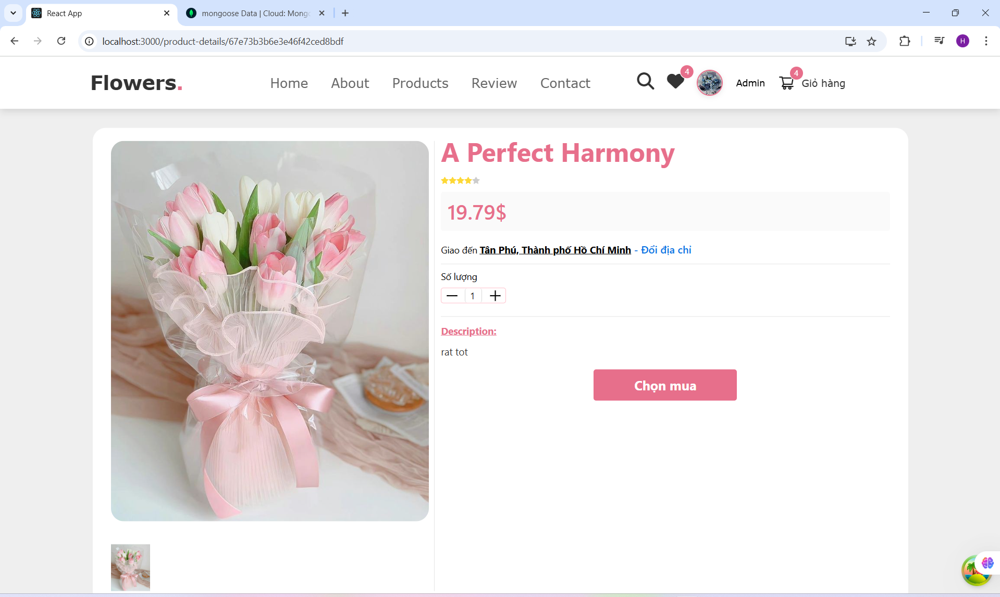 React App
mongoose Data | Cloud: Mong
localhost:3000/product-details/67e73b3b6e3e46f42ced8bdf
H
Flowers.
Home
About
Products
Review
Contact
4
Admin
4
Giỏ hàng
A Perfect Harmony
19.79$
Giao đến Tân Phú, Thành phố Hồ Chí Minh - Đổi địa chỉ
Số lượng
1
Description:
rat tot
Chọn mua